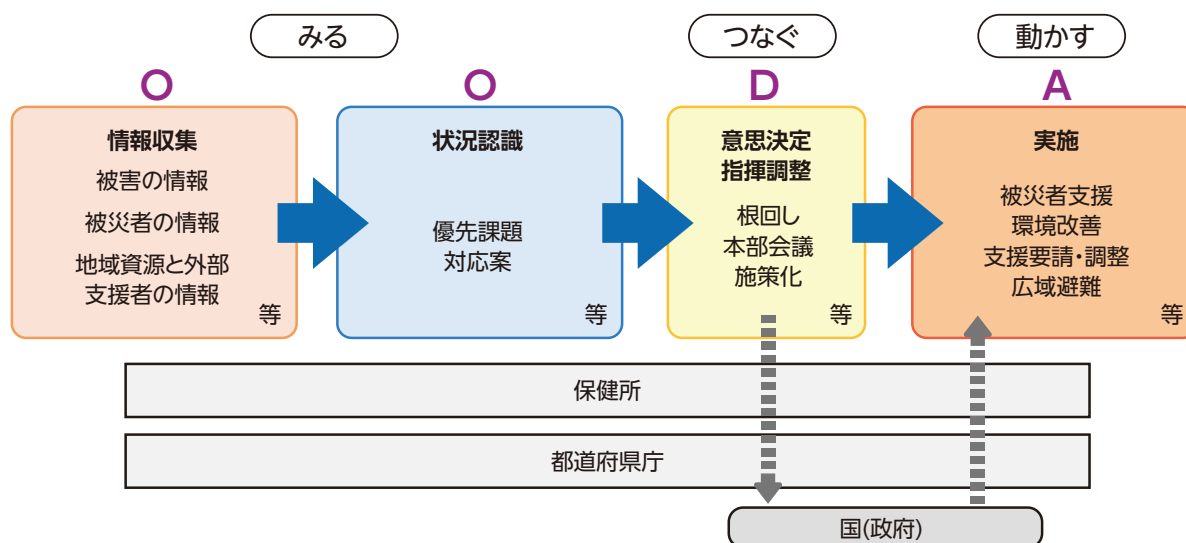 みる
つなぐ
動かす
O
O
D
A
情報収集
被害の情報
被災者の情報
地域資源と外部
支援者の情報
等
状況認識
優先課題
対応案
等
意思決定
指揮調整
根回し
本部会議
施策化
等
実施
被災者支援
環境改善
支援要請・調整
広域避難
等
保健所
都道府県庁
国(政府)